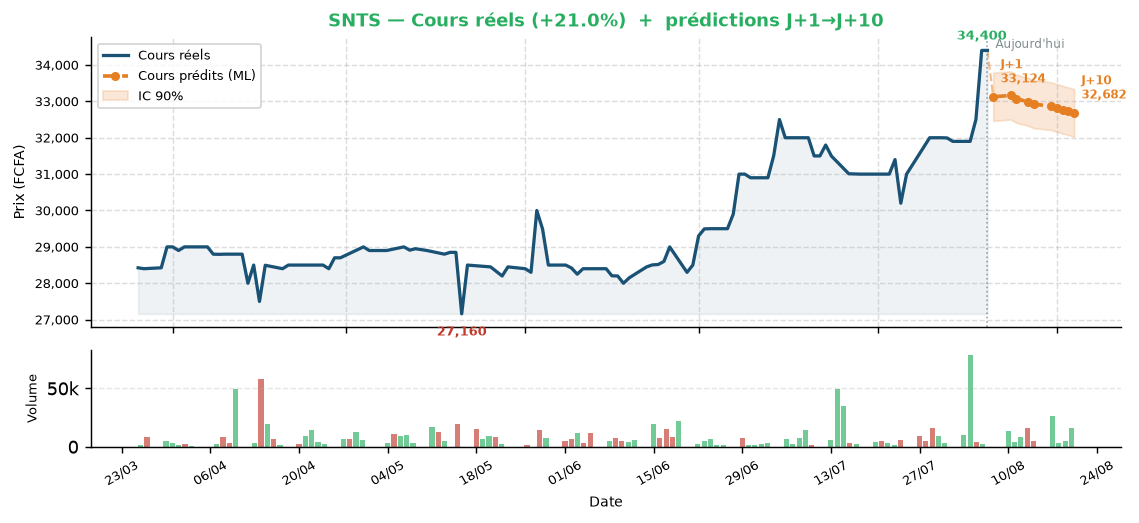 SNTS — Cours réels (+21.0%)  +  prédictions J+1→J+10
Cours réels
Cours prédits (ML)
IC 90%
34,400
Aujourd'hui
J+1
33,124
J+10
32,682
27,160
Prix (FCFA)
34,000
33,000
32,000
31,000
30,000
29,000
28,000
27,000
Volume
50k
0
23/03
06/04
20/04
04/05
18/05
01/06
15/06
29/06
13/07
27/07
10/08
24/08
Date